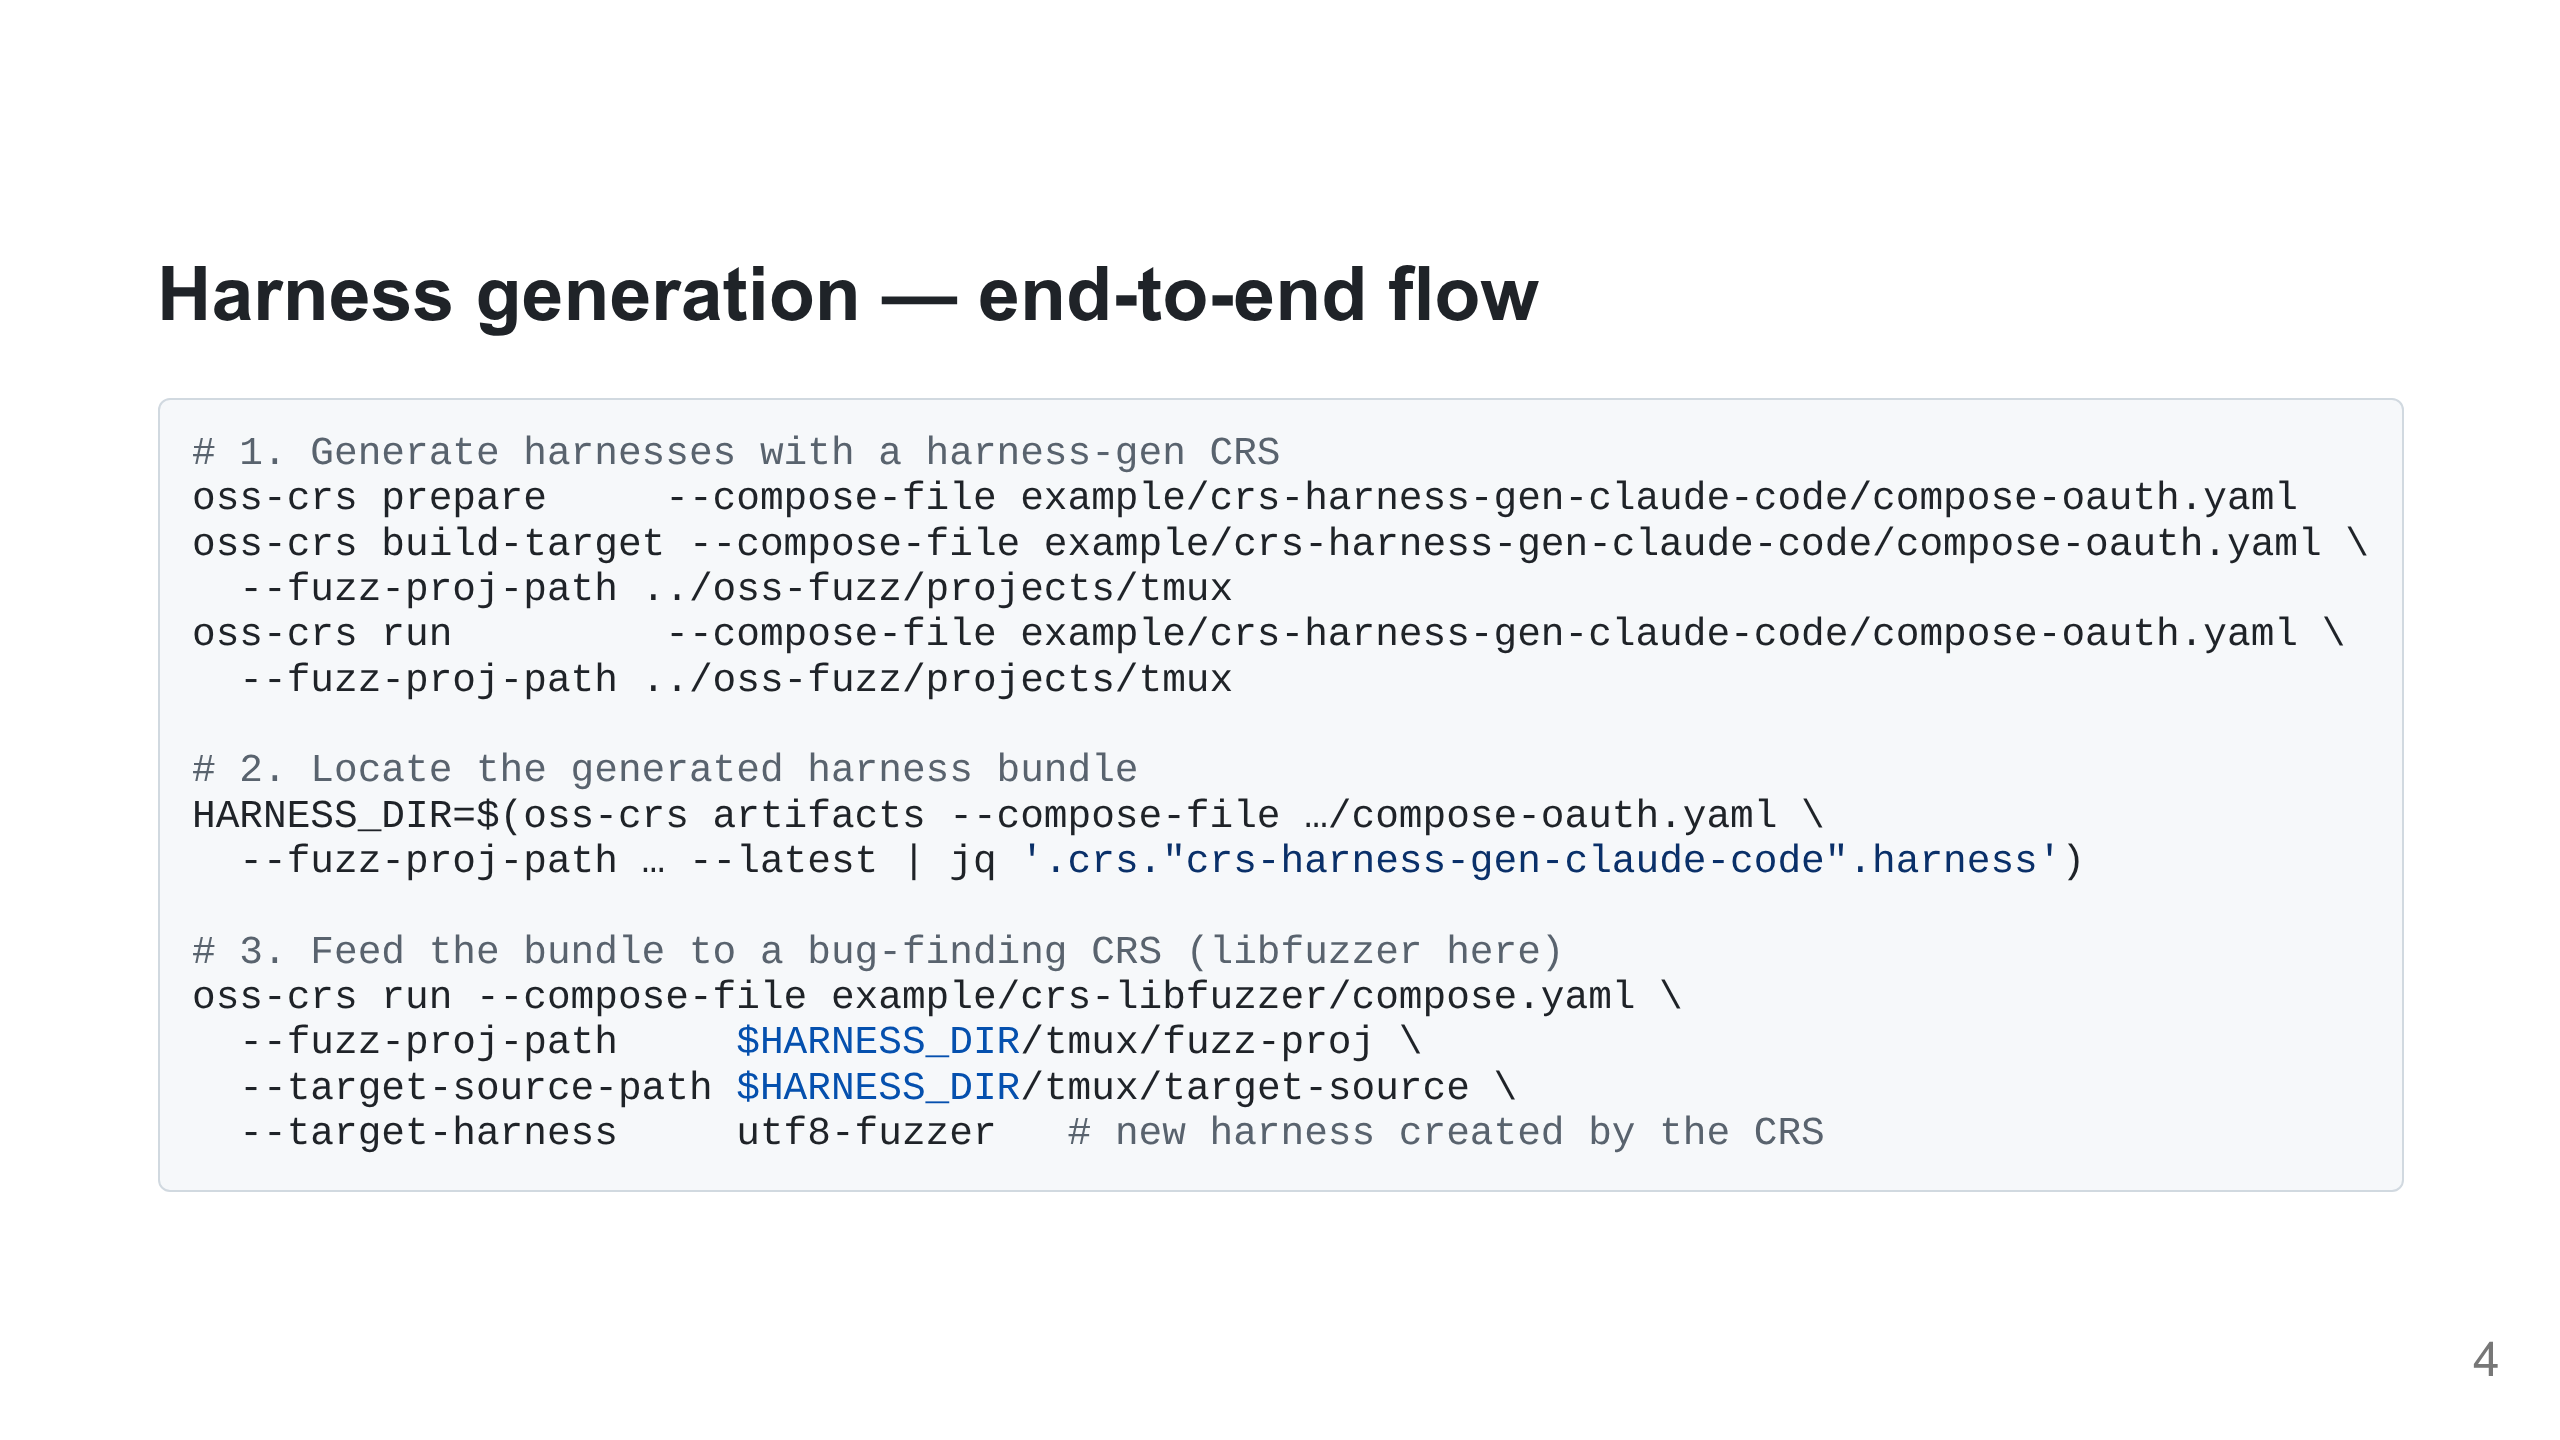 Harness generation — end-to-end flow
# 1. Generate harnesses with a harness-gen CRS
oss-crs prepare     --compose-file example/crs-harness-gen-claude-code/compose-oauth.yaml
oss-crs build-target --compose-file example/crs-harness-gen-claude-code/compose-oauth.yaml \
  --fuzz-proj-path ../oss-fuzz/projects/tmux
oss-crs run         --compose-file example/crs-harness-gen-claude-code/compose-oauth.yaml \
  --fuzz-proj-path ../oss-fuzz/projects/tmux
# 2. Locate the generated harness bundle
HARNESS_DIR=$(oss-crs artifacts --compose-file …/compose-oauth.yaml \
  --fuzz-proj-path … --latest | jq '.crs."crs-harness-gen-claude-code".harness')
# 3. Feed the bundle to a bug-finding CRS (libfuzzer here)
oss-crs run --compose-file example/crs-libfuzzer/compose.yaml \
  --fuzz-proj-path     $HARNESS_DIR/tmux/fuzz-proj \
  --target-source-path $HARNESS_DIR/tmux/target-source \
  --target-harness     utf8-fuzzer   # new harness created by the CRS
4